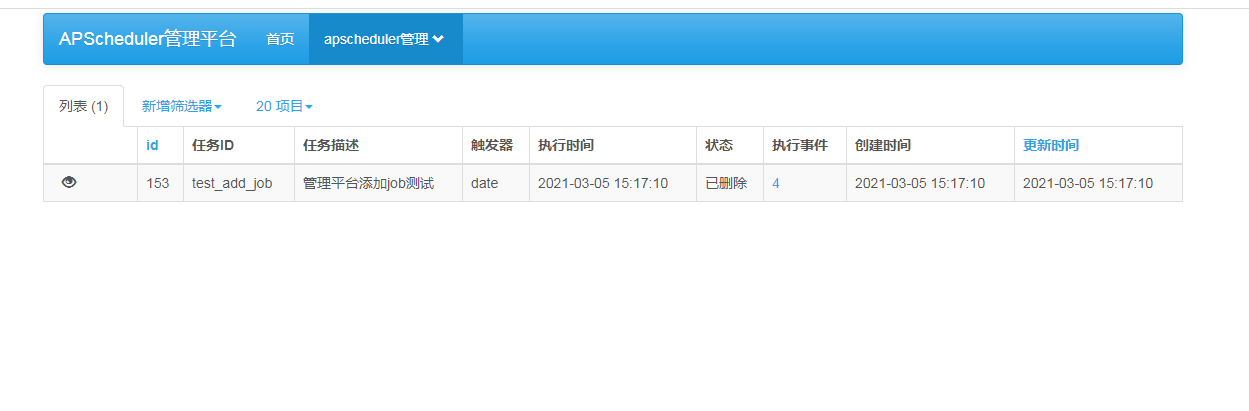 APScheduler管理平台 首页 apscheduler管理
列表 (1) 新增筛选器 20 项目
id 任务ID 任务描述 触发器 执行时间 状态 执行事件 创建时间 更新时间
153 test_add_job 管理平台添加job测试 date 2021-03-05 15:17:10 已删除 4 2021-03-05 15:17:10 2021-03-05 15:17:10